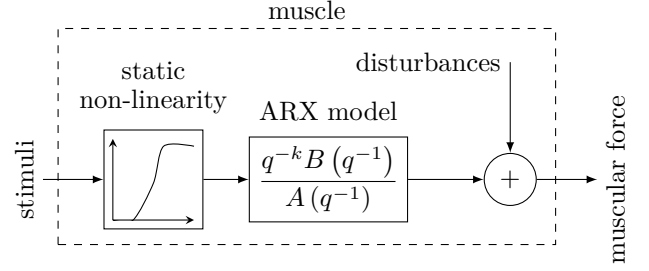 muscle
static
non-linearity
disturbances
ARX model
stimuli
q^{-k}B(q^{-1})
A(q^{-1})
+
muscular force